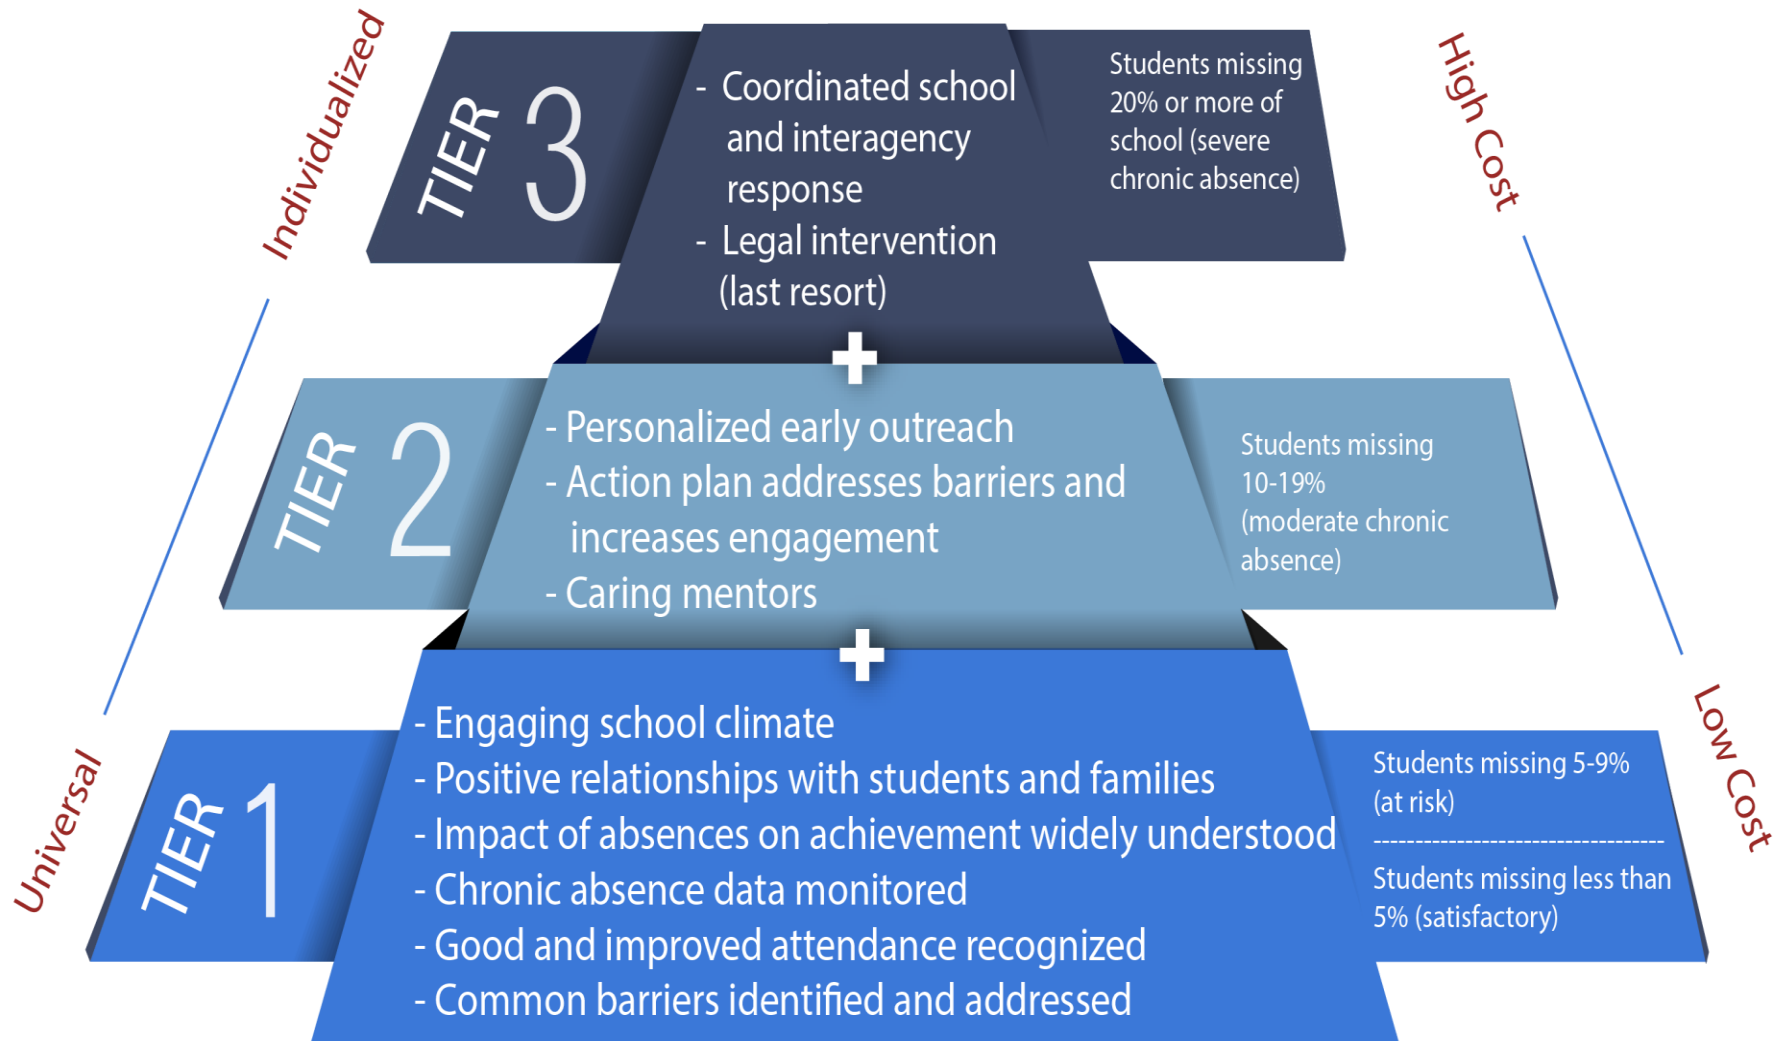 Individualized
High Cost
TIER 3
- Coordinated school
and interagency
response
- Legal intervention
(last resort)
Students missing
20% or more of
school (severe
chronic absence)
TIER 2
- Personalized early outreach
- Action plan addresses barriers and
increases engagement
- Caring mentors
Students missing
10-19%
(moderate chronic
absence)
Universal
Low Cost
TIER 1
- Engaging school climate
- Positive relationships with students and families
- Impact of absences on achievement widely understood
- Chronic absence data monitored
- Good and improved attendance recognized
- Common barriers identified and addressed
Students missing 5-9%
(at risk)
-----------------------------------
Students missing less than
5% (satisfactory)